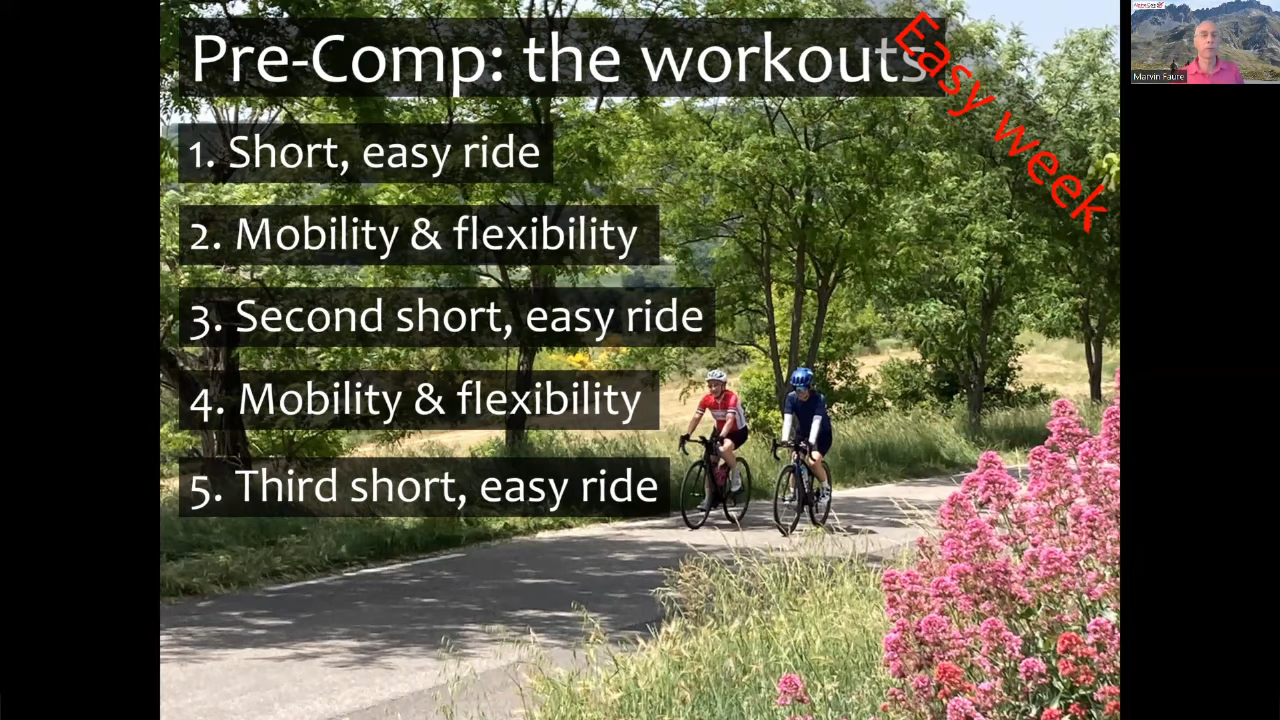 Pre-Comp: the workouts
Easy week
1. Short, easy ride
2. Mobility & flexibility
3. Second short, easy ride
4. Mobility & flexibility
5. Third short, easy ride
Marvin Faure